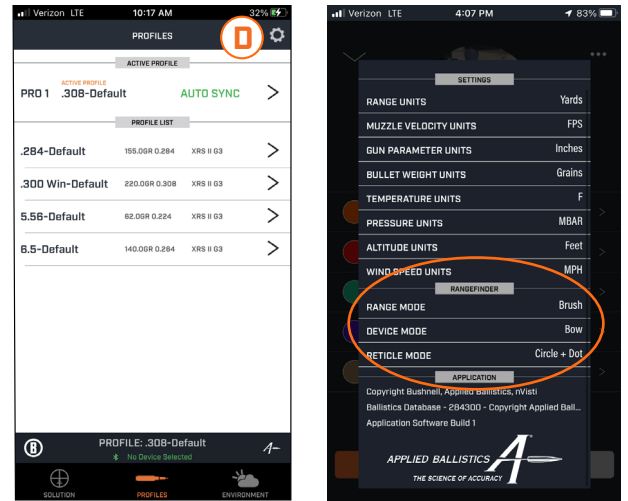 Verizon LTE 10:17 AM 32%
PROFILES
D
ACTIVE PROFILE
ACTIVE PROFILE
PRO 1 .308-Default AUTO SYNC
PROFILE LIST
.284-Default 155.0GR 0.284 XRS II G3
.300 Win-Default 220.0GR 0.308 XRS II G3
5.56-Default 62.0GR 0.224 XRS II G3
6.5-Default 140.0GR 0.264 XRS II G3
B
PROFILE: .308-Default
No Device Selected
A
SOLUTION PROFILES ENVIRONMENT
Verizon LTE 4:07 PM 83%
SETTINGS
RANGE UNITS Yards
MUZZLE VELOCITY UNITS FPS
GUN PARAMETER UNITS Inches
BULLET WEIGHT UNITS Grains
TEMPERATURE UNITS F
PRESSURE UNITS MBAR
ALTITUDE UNITS Feet
WIND SPEED UNITS MPH
RANGEFINDER
RANGE MODE Brush
DEVICE MODE Bow
RETICLE MODE Circle + Dot
APPLICATION
Copyright Bushnell, Applied Ballistics, nVisti
Ballistics Database - 284300 - Copyright Applied Ball...
Application Software Build 1
APPLIED BALLISTICS A
THE SCIENCE OF ACCURACY